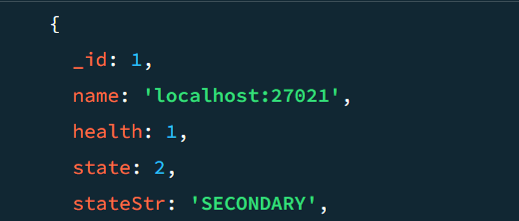 {
_id: 1,
name: 'localhost:27021',
health: 1,
state: 2,
stateStr: 'SECONDARY',